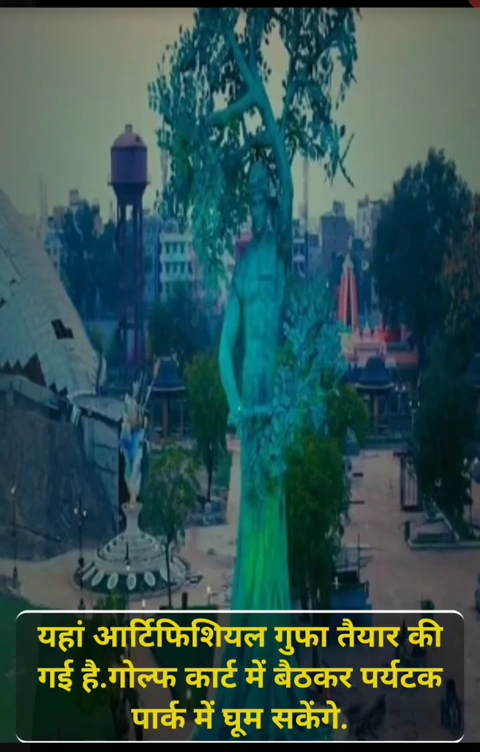 यहां आर्टिफिशियल गुफा तैयार की
गई है.गोल्फ कार्ट में बैठकर पर्यटक
पार्क में घूम सकेंगे.